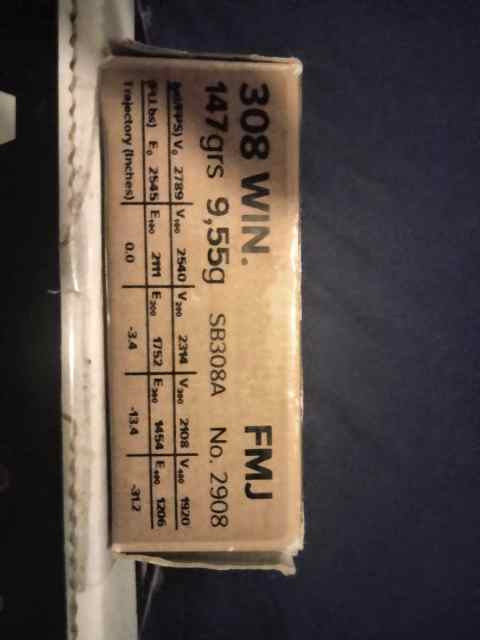 308 WIN. FMJ
147grs 9,55g SB308A No. 2908
(FPS) V0 2789 V100 2540 V200 2314 V300 2108 V400 1920
(Ft.Lbs) E0 2545 E100 2111 E200 1752 E300 1454 E400 1206
Trajectory (Inches) 0.0 -3.4 -13.4 -31.2